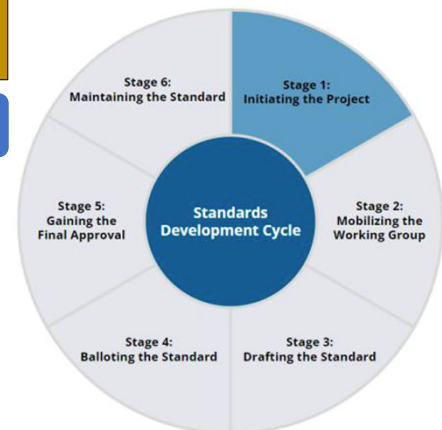 Stage 1:
Initiating the Project
Stage 2:
Mobilizing the
Working Group
Stage 3:
Drafting the Standard
Stage 4:
Balloting the Standard
Stage 5:
Gaining the
Final Approval
Stage 6:
Maintaining the Standard
Standards
Development Cycle